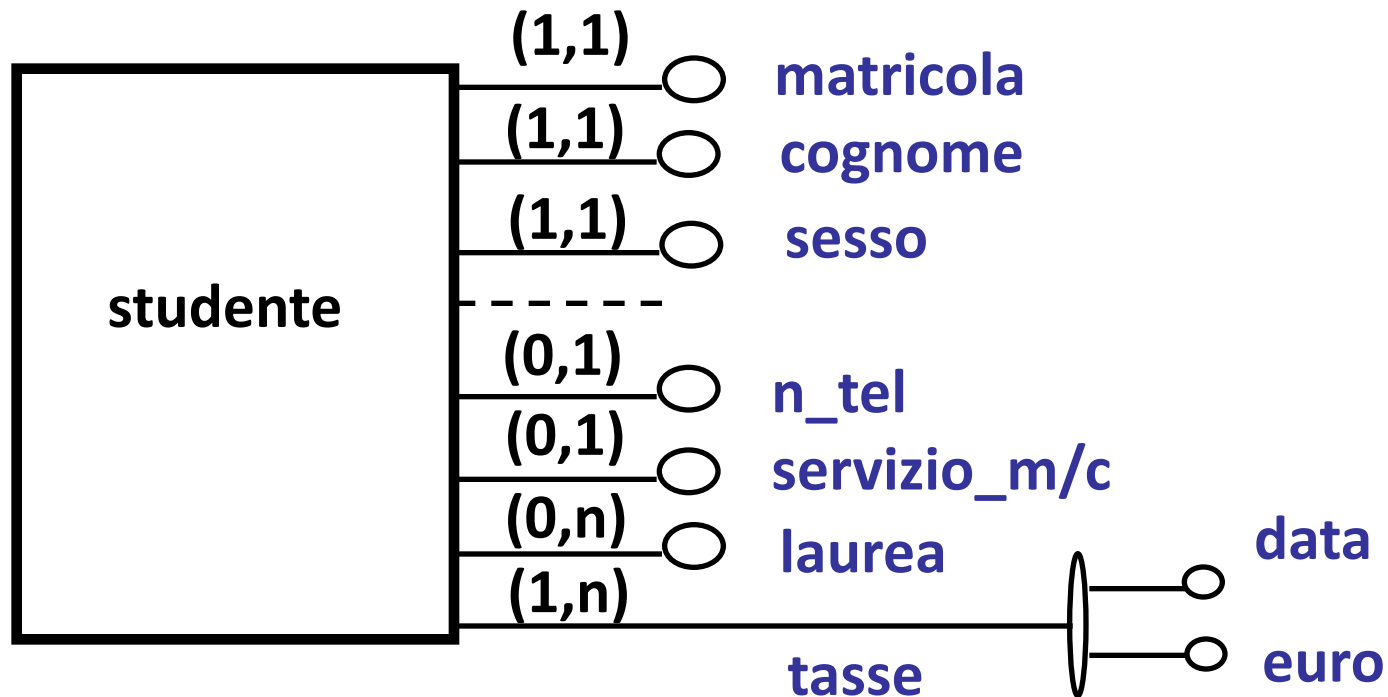 (1,1)
matricola
(1,1)
cognome
(1,1)
sesso
studente
(0,1)
n_tel
(0,1)
servizio_m/c
(0,n)
laurea
data
(1,n)
tasse
euro